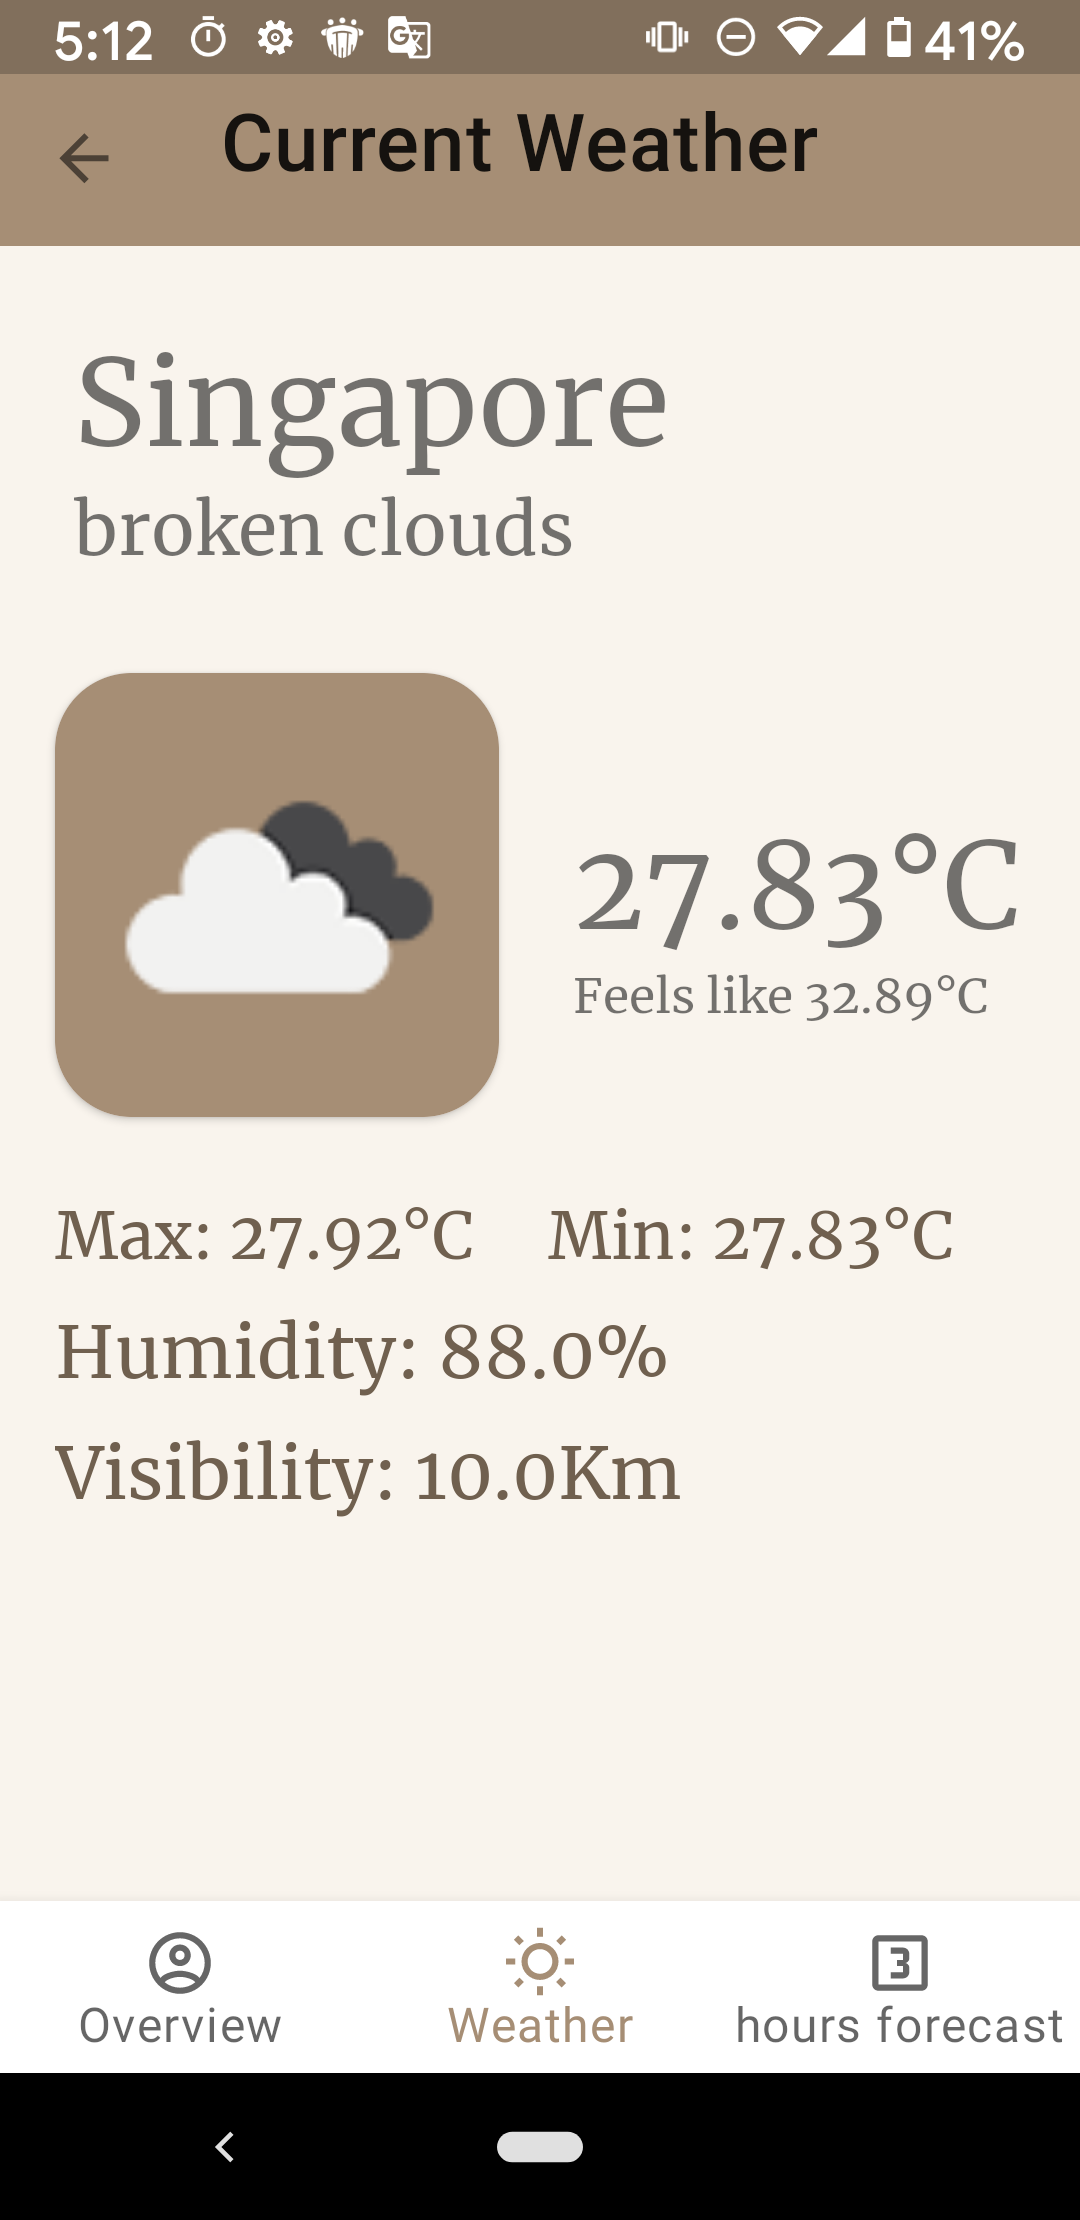 5:12 41%
Current Weather
Singapore
broken clouds
27.83°C
Feels like 32.89°C
Max: 27.92°C Min: 27.83°C
Humidity: 88.0%
Visibility: 10.0Km
3
Overview Weather hours forecast